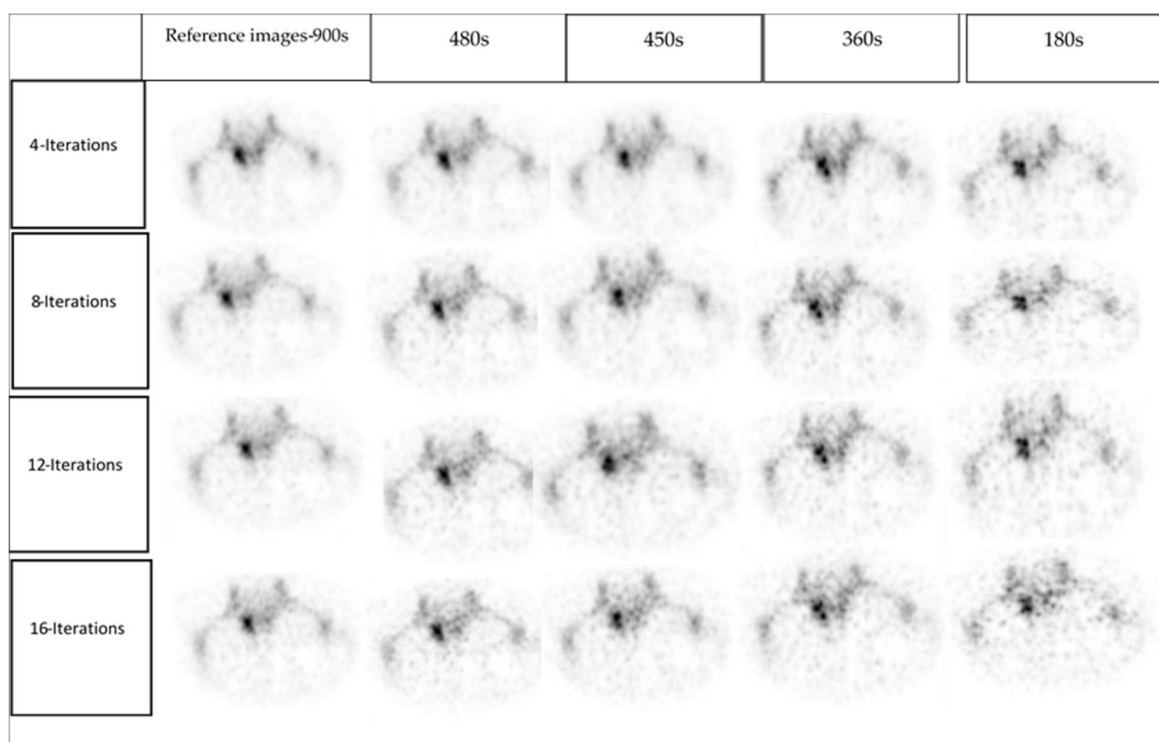 Reference images-900s
480s
450s
360s
180s
4-Iterations
8-Iterations
12-Iterations
16-Iterations